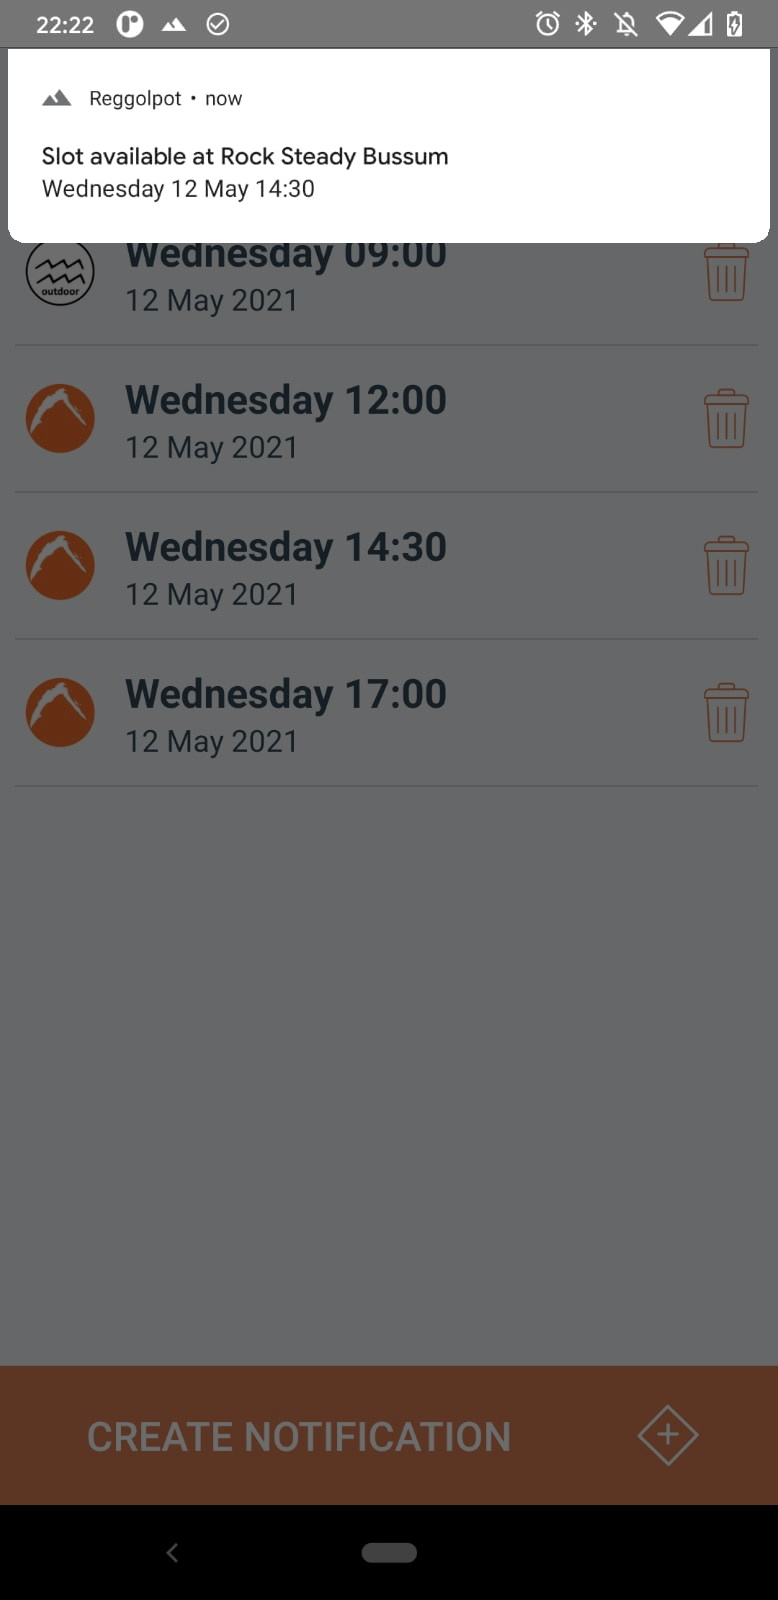 22:22
Reggolpot • now
Slot available at Rock Steady Bussum
Wednesday 12 May 14:30
Wednesday 09:00
12 May 2021
outdoor
Wednesday 12:00
12 May 2021
Wednesday 14:30
12 May 2021
Wednesday 17:00
12 May 2021
CREATE NOTIFICATION